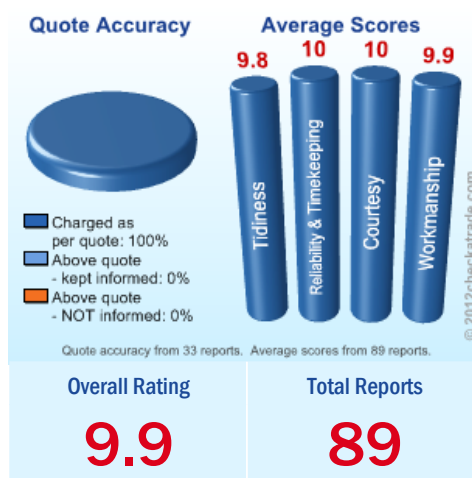 Quote Accuracy
Average Scores
9.8
10
10
9.9
Tidiness
Reliability & Timekeeping
Courtesy
Workmanship
Charged as
per quote: 100%
Above quote
- kept informed: 0%
Above quote
- NOT informed: 0%
© 2012checkatrade.com
Quote accuracy from 33 reports. Average scores from 89 reports.
Overall Rating
Total Reports
9.9
89